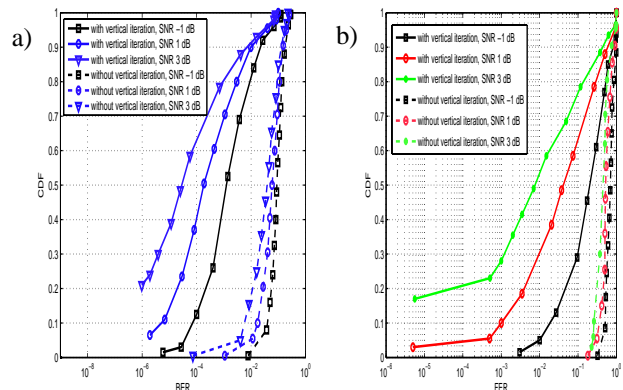 a)
with vertical iteration, SNR −1 dB
with vertical iteration, SNR 1 dB
with vertical iteration, SNR 3 dB
without vertical iteration, SNR −1 dB
without vertical iteration, SNR 1 dB
without vertical iteration, SNR 3 dB
CDF
1
0.9
0.8
0.7
0.6
0.5
0.4
0.3
0.2
0.1
0
10^-8
10^-6
10^-4
10^-2
10^0
BER
b)
with vertical iteration, SNR −1 dB
with vertical iteration, SNR 1 dB
with vertical iteration, SNR 3 dB
without vertical iteration, SNR −1 dB
without vertical iteration, SNR 1 dB
without vertical iteration, SNR 3 dB
CDF
1
0.9
0.8
0.7
0.6
0.5
0.4
0.3
0.2
0.1
0
10^-6
10^-5
10^-4
10^-3
10^-2
10^-1
10^0
FER